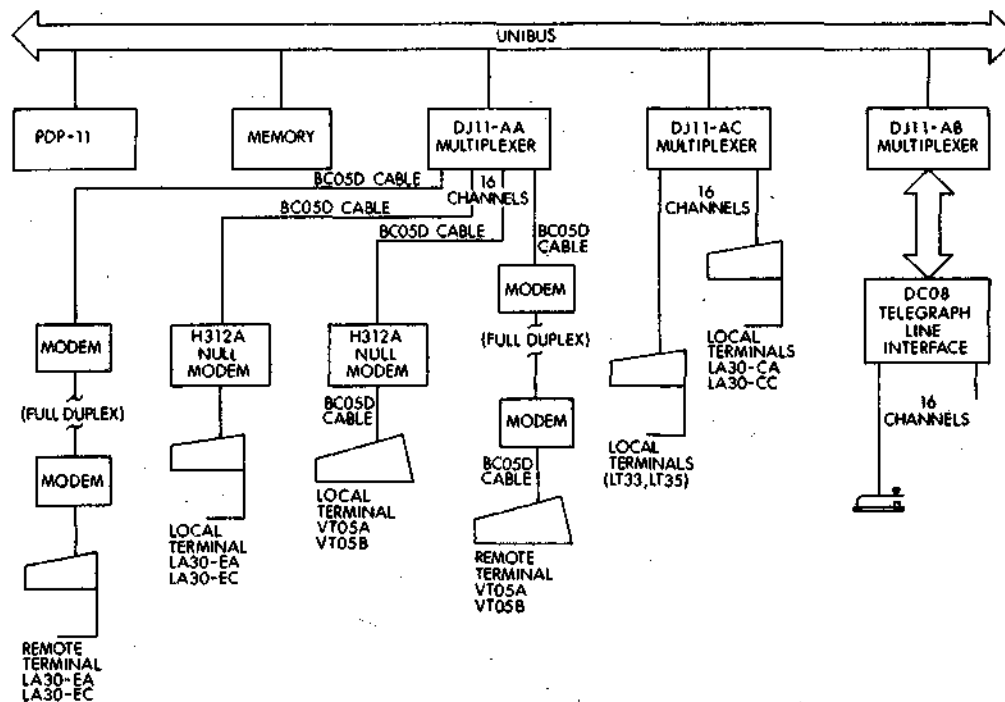 UNIBUS
PDP-11
MEMORY
DJ11-AA
MULTIPLEXER
DJ11-AC
MULTIPLEXER
DJ11-AB
MULTIPLEXER
BC05D CABLE
16
CHANNELS
BC05D CABLE
BC05D CABLE
BC05D
CABLE
16
CHANNELS
MODEM
(FULL DUPLEX)
MODEM
REMOTE
TERMINAL
LA30-EA
LA30-EC
H312A
NULL
MODEM
LOCAL
TERMINAL
LA30-EA
LA30-EC
H312A
NULL
MODEM
BC05D
CABLE
LOCAL
TERMINAL
VT05A
VT05B
MODEM
(FULL DUPLEX)
MODEM
BC05D
CABLE
REMOTE
TERMINAL
VT05A
VT05B
LOCAL
TERMINALS
(LT33,LT35)
LOCAL
TERMINALS
LA30-CA
LA30-CC
DC08
TELEGRAPH
LINE
INTERFACE
16
CHANNELS